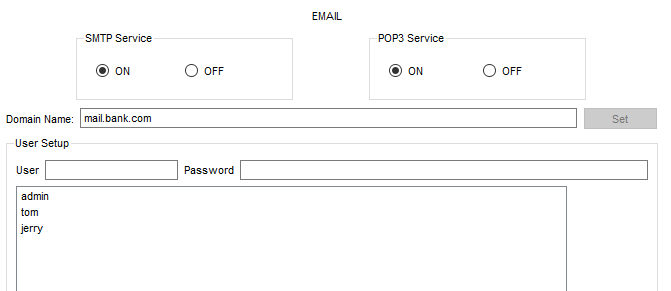 EMAIL
SMTP Service POP3 Service
ON OFF ON OFF
Domain Name: mail.bank.com Set
User Setup
User Password
admin
tom
jerry